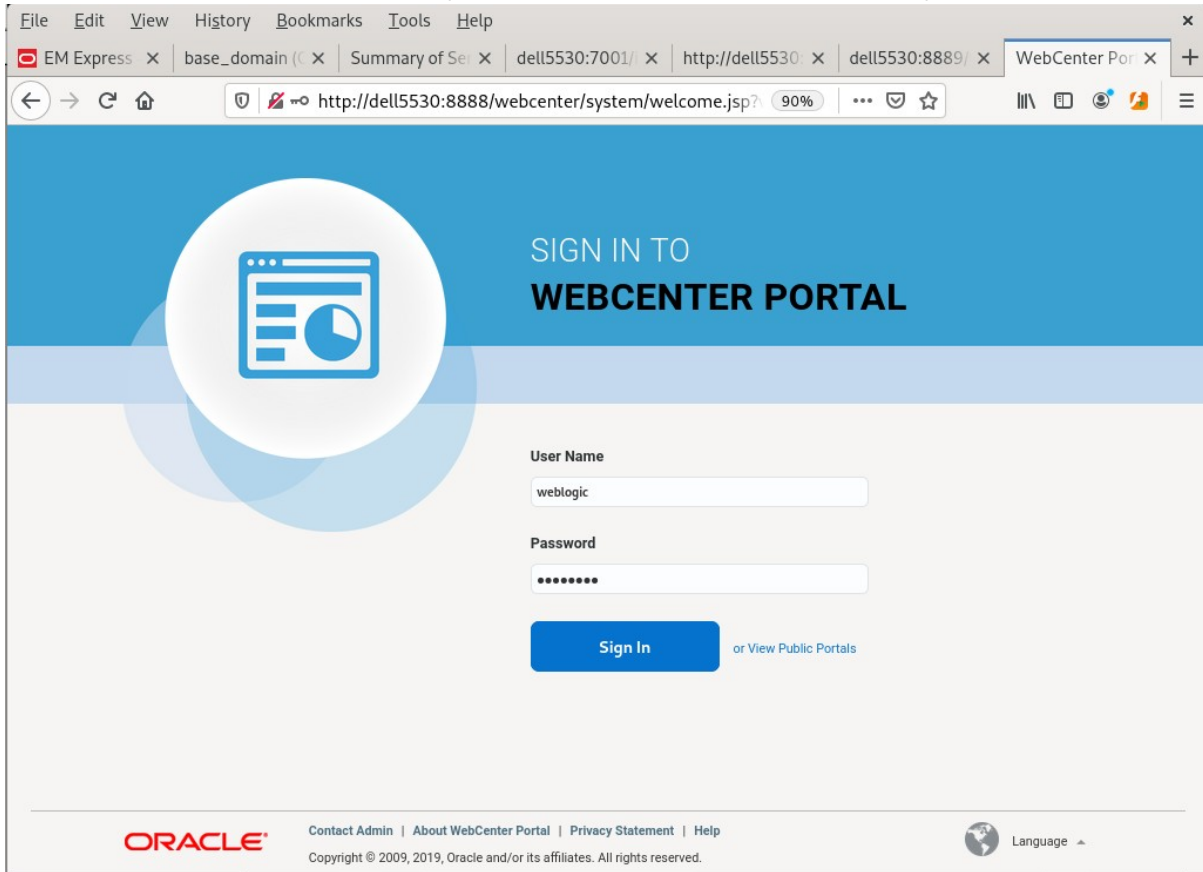 File Edit View History Bookmarks Tools Help
EM Express base_domain ( Summary of Ser dell5530:7001/ http://dell5530: dell5530:8889/ WebCenter Por
http://dell5530:8888/webcenter/system/welcome.jsp? 90%
SIGN IN TO
WEBCENTER PORTAL
User Name
weblogic
Password
••••••••
Sign In or View Public Portals
ORACLE
Contact Admin | About WebCenter Portal | Privacy Statement | Help
Copyright © 2009, 2019, Oracle and/or its affiliates. All rights reserved.
Language